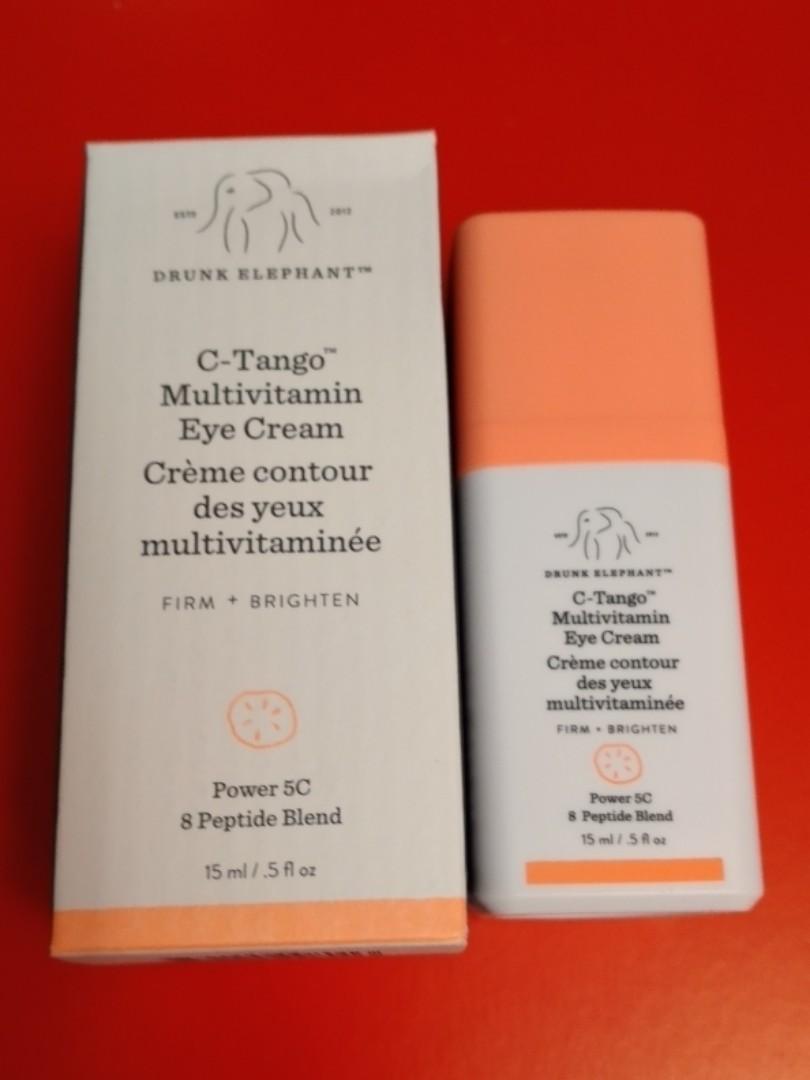 ESTD 2012
DRUNK ELEPHANT™
C-Tango™
Multivitamin
Eye Cream
Crème contour
des yeux
multivitaminée
FIRM + BRIGHTEN
Power 5C
8 Peptide Blend
15 ml / .5 fl oz
DRUNK ELEPHANT™
C-Tango™
Multivitamin
Eye Cream
Crème contour
des yeux
multivitaminée
FIRM + BRIGHTEN
Power 5C
8 Peptide Blend
15 ml / .5 fl oz